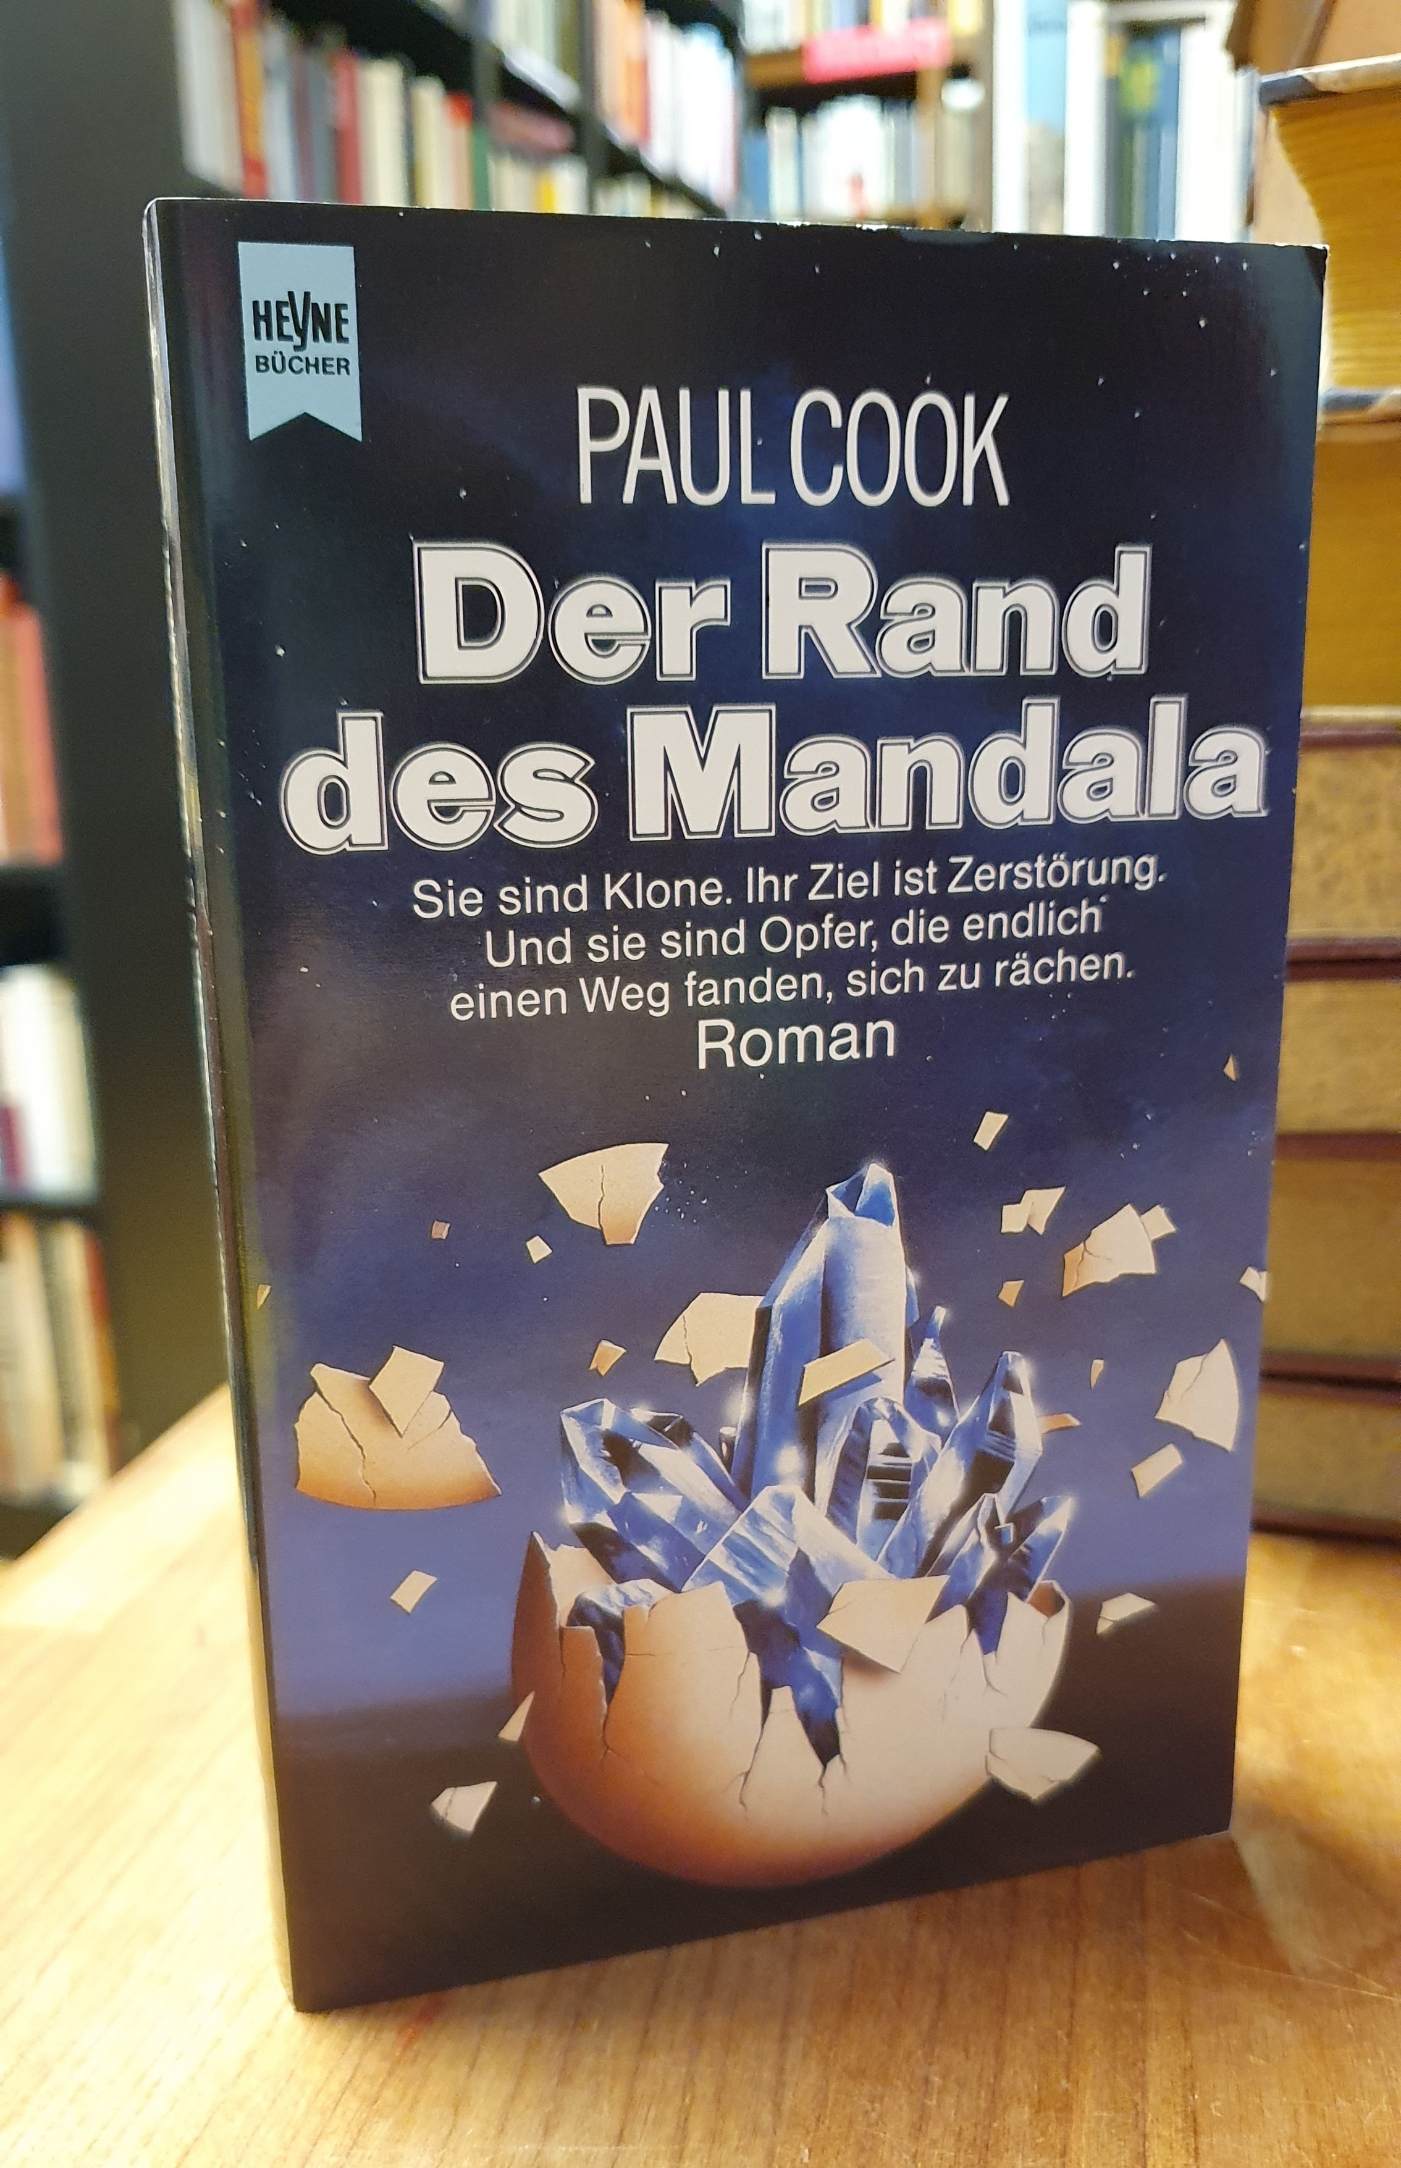 HEYNE
BÜCHER
PAUL COOK
Der Rand
des Mandala
Sie sind Klone. Ihr Ziel ist Zerstörung.
Und sie sind Opfer, die endlich
einen Weg fanden, sich zu rächen.
Roman